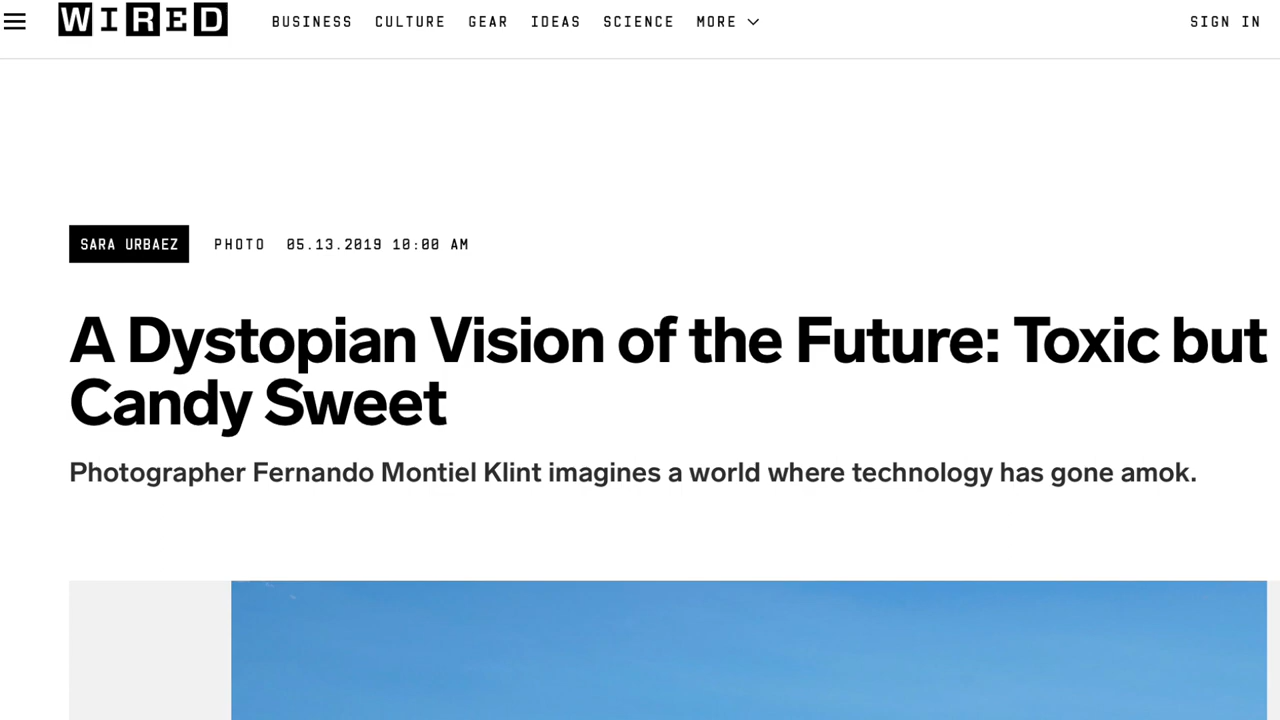 WIRED BUSINESS CULTURE GEAR IDEAS SCIENCE MORE SIGN IN
SARA URBAEZ PHOTO 05.13.2019 10:00 AM
A Dystopian Vision of the Future: Toxic but
Candy Sweet
Photographer Fernando Montiel Klint imagines a world where technology has gone amok.